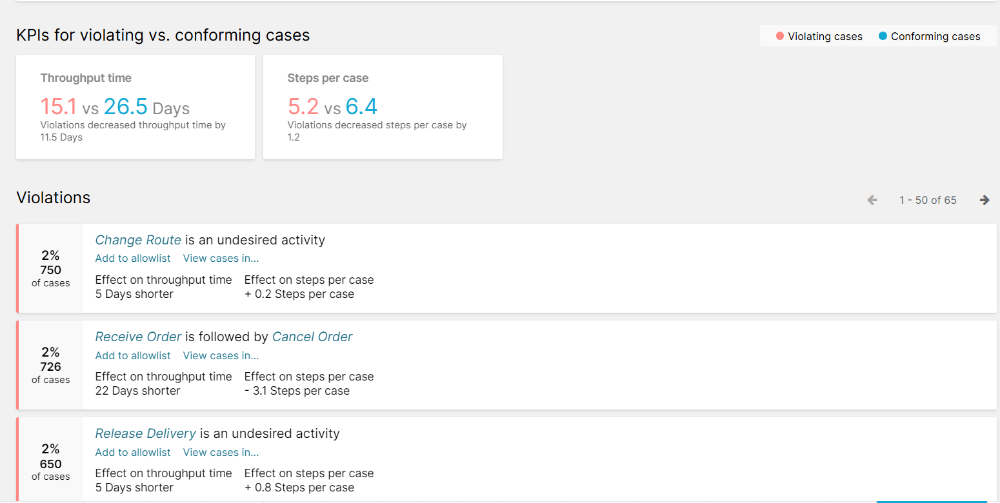 KPIs for violating vs. conforming cases
Violating cases
Conforming cases
Throughput time
15.1 vs 26.5 Days
Violations decreased throughput time by
11.5 Days
Steps per case
5.2 vs 6.4
Violations decreased steps per case by
1.2
Violations
1 - 50 of 65
2%
750
of cases
Change Route is an undesired activity
Add to allowlist View cases in...
Effect on throughput time Effect on steps per case
5 Days shorter + 0.2 Steps per case
2%
726
of cases
Receive Order is followed by Cancel Order
Add to allowlist View cases in...
Effect on throughput time Effect on steps per case
22 Days shorter - 3.1 Steps per case
2%
650
of cases
Release Delivery is an undesired activity
Add to allowlist View cases in...
Effect on throughput time Effect on steps per case
5 Days shorter + 0.8 Steps per case